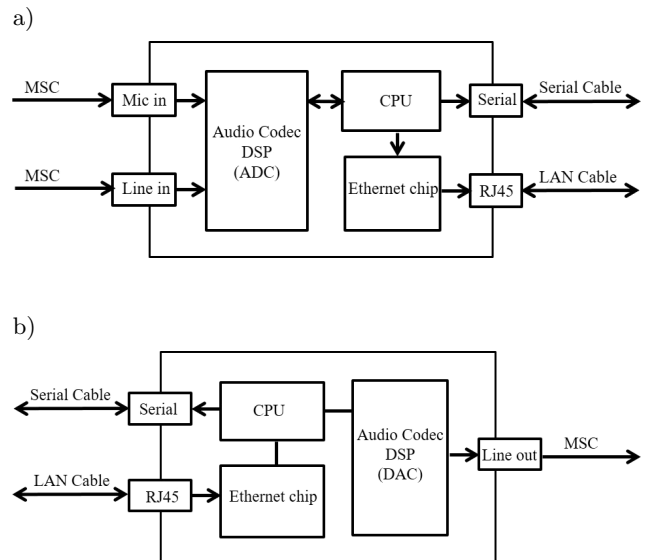 a)
MSC
Mic in
Audio Codec
DSP
(ADC)
CPU
Serial
Serial Cable
MSC
Line in
Ethernet chip
RJ45
LAN Cable
b)
Serial Cable
Serial
CPU
Audio Codec
DSP
(DAC)
Line out
MSC
LAN Cable
RJ45
Ethernet chip